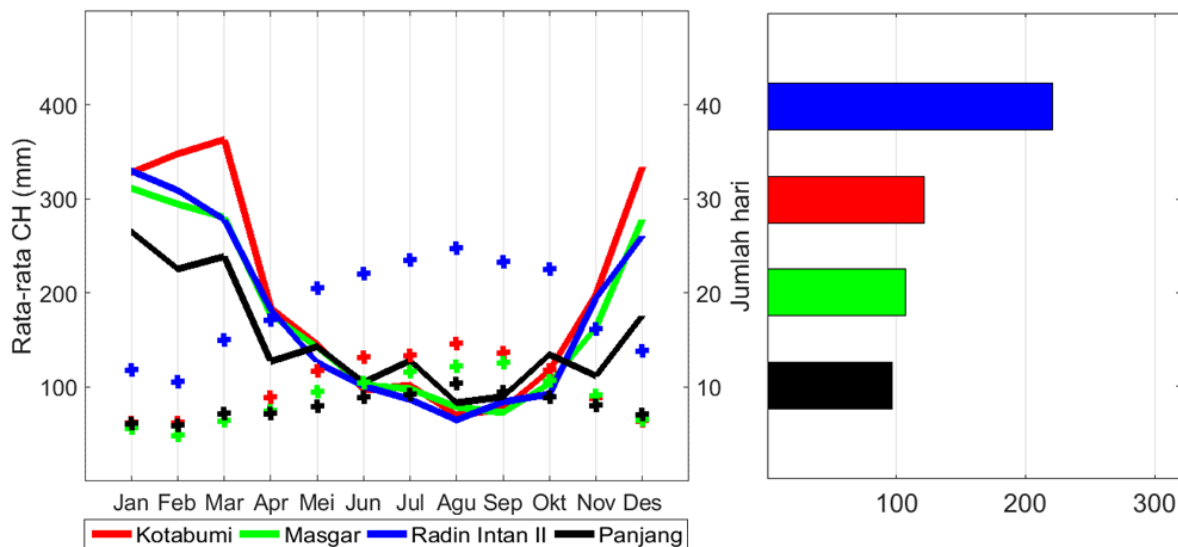 Rata-rata CH (mm)
400
300
200
100
Jan Feb Mar Apr Mei Jun Jul Agu Sep Okt Nov Des
Kotabumi Masgar Radin Intan II Panjang
40
30
20
10
Jumlah hari
100 200 300